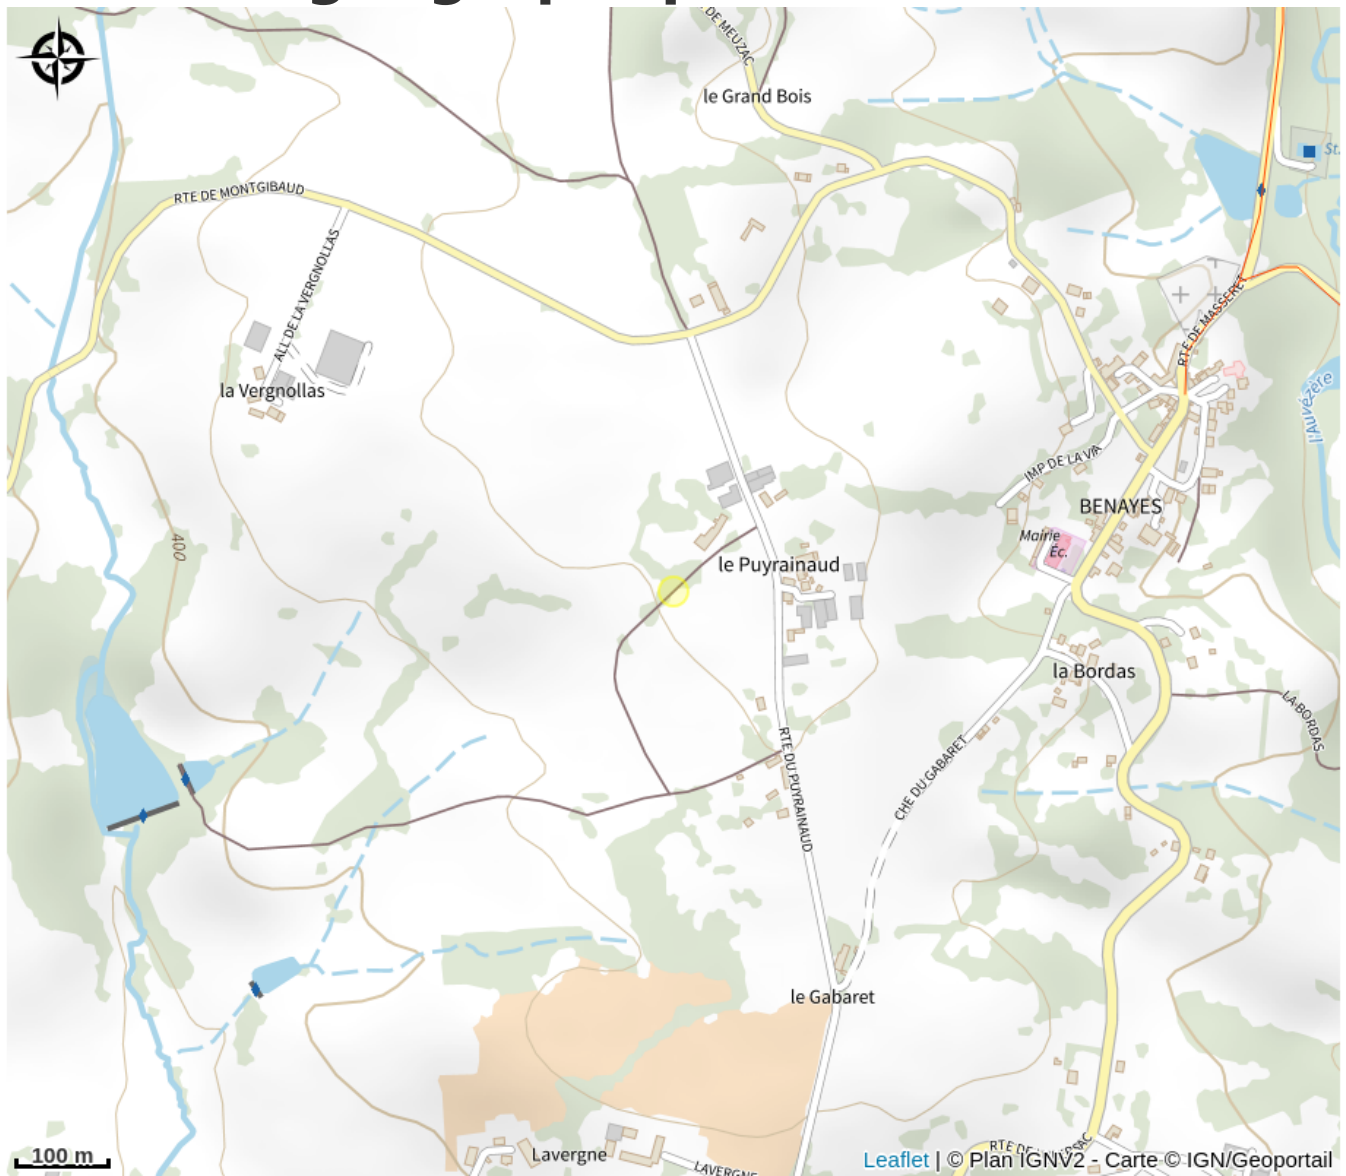 DE MEUZAC
le Grand Bois
St.
RTE DE MONTGIBAUD
ALL DE LA VERGNOLLAS
RTE DE MASSERET
la Vergnollas
l'Auvézère
IMP DE LA VIA
BENAYES
400
Mairie
Éc.
le Puyrainaud
la Bordas
LA BORDAS
RTE DU PUYRAINAUD
CHE DU GABARET
le Gabaret
Lavergne
LAVERGNE
100 m
Leaflet | © Plan IGNV2 - Carte © IGN/Geoportail